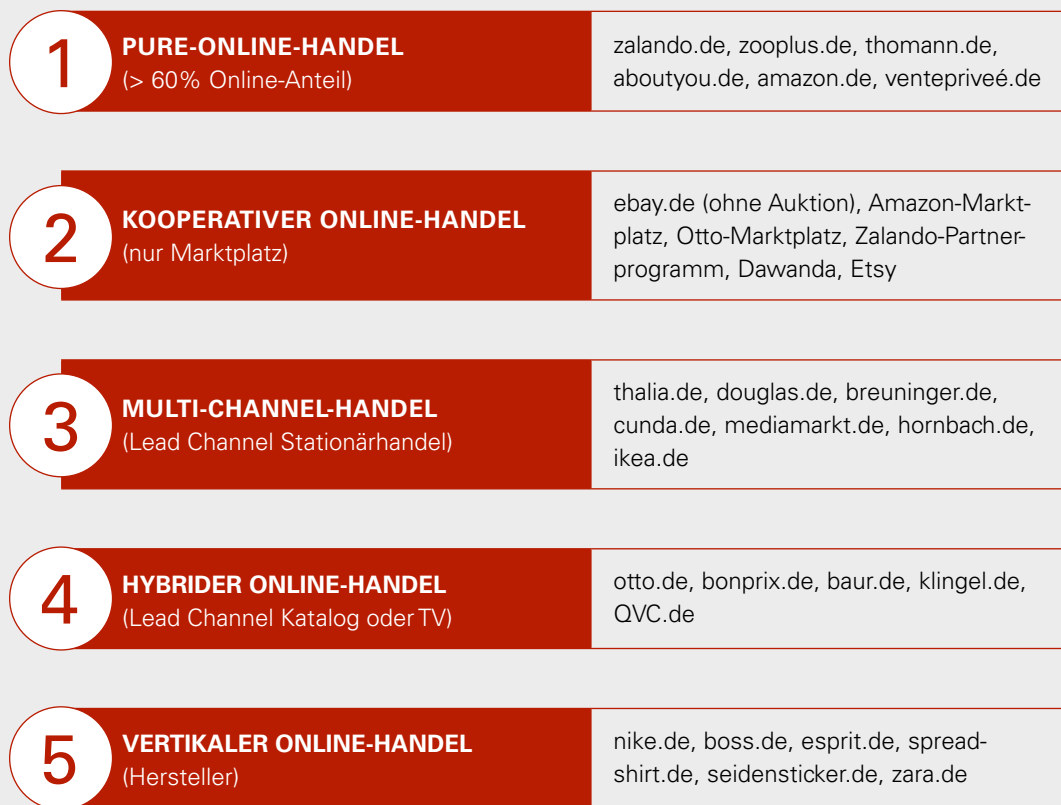 1
PURE-ONLINE-HANDEL
(> 60% Online-Anteil)
zalando.de, zooplus.de, thomann.de,
aboutyou.de, amazon.de, ventepriveé.de
2
KOOPERATIVER ONLINE-HANDEL
(nur Marktplatz)
ebay.de (ohne Auktion), Amazon-Markt-
platz, Otto-Marktplatz, Zalando-Partner-
programm, Dawanda, Etsy
3
MULTI-CHANNEL-HANDEL
(Lead Channel Stationärhandel)
thalia.de, douglas.de, breuninger.de,
cunda.de, mediamarkt.de, hornbach.de,
ikea.de
4
HYBRIDER ONLINE-HANDEL
(Lead Channel Katalog oder TV)
otto.de, bonprix.de, baur.de, klingel.de,
QVC.de
5
VERTIKALER ONLINE-HANDEL
(Hersteller)
nike.de, boss.de, esprit.de, spread-
shirt.de, seidensticker.de, zara.de